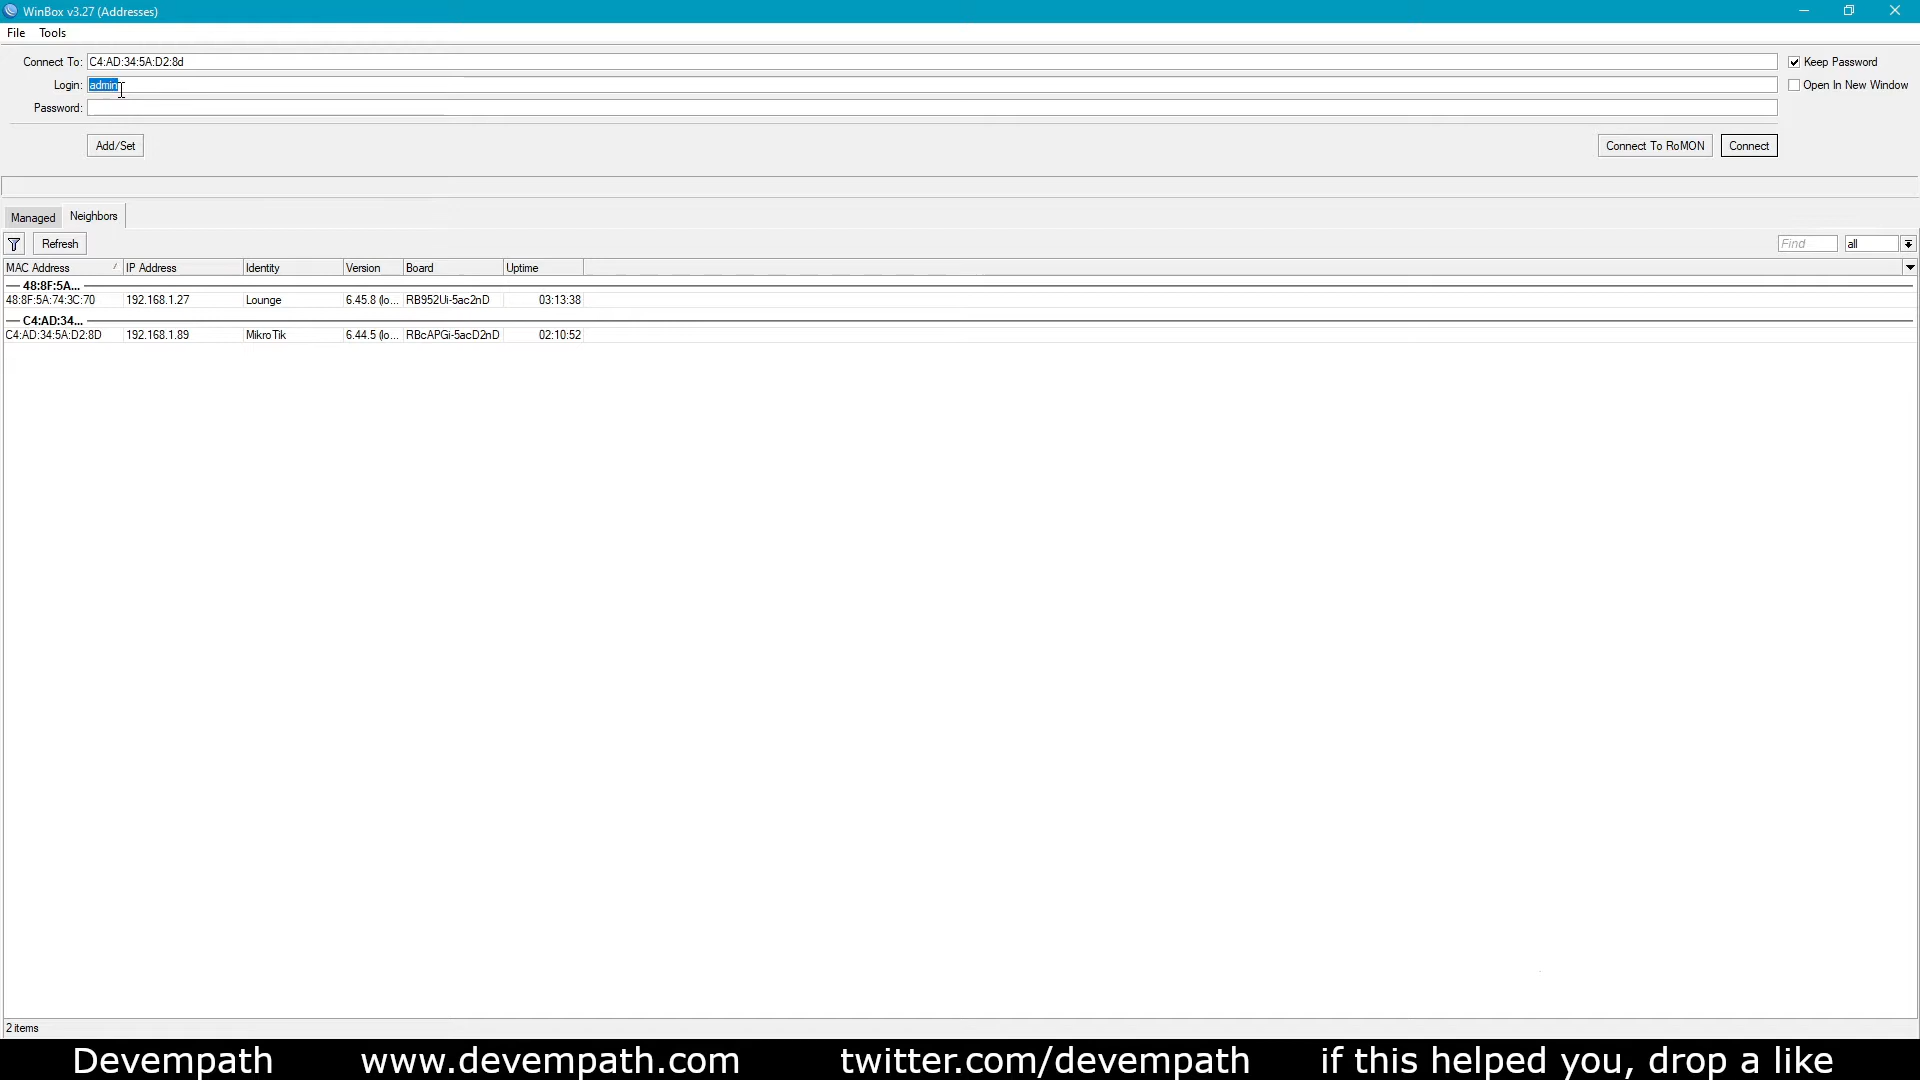 WinBox v3.27 (Addresses)
File Tools
Connect To: C4:AD:34:5A:D2:8d
Keep Password
Login: admin
Open In New Window
Password:
Add/Set Connect To RoMON Connect
Managed Neighbors
Refresh Find all
MAC Address / IP Address Identity Version Board Uptime
48:8F:5A...
48:8F:5A:74:3C:70 192.168.1.27 Lounge 6.45.8 (lo... RB952Ui-5ac2nD 03:13:38
C4:AD:34...
C4:AD:34:5A:D2:8D 192.168.1.89 MikroTik 6.44.5 (lo... RBcAPGi-5acD2nD 02:10:52
2 items
Devempath www.devempath.com twitter.com/devempath if this helped you, drop a like